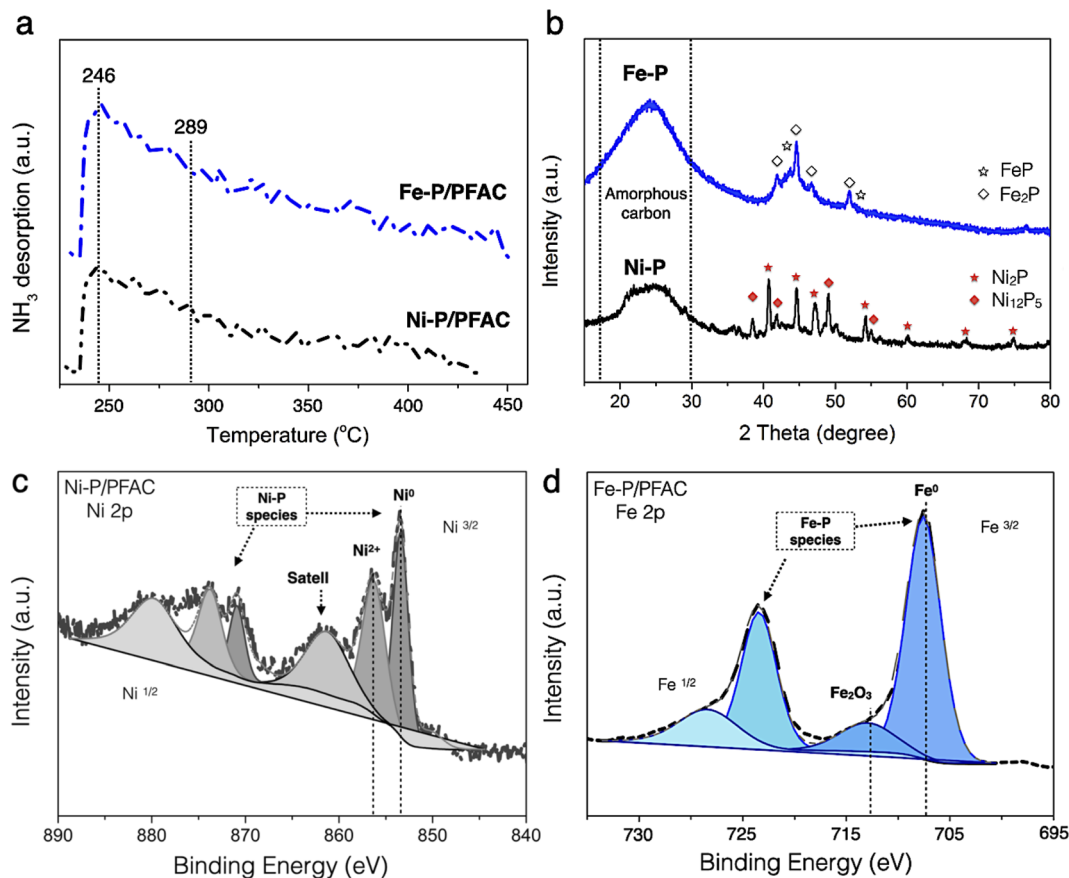 a
246
289
Fe-P/PFAC
Ni-P/PFAC
NH₃ desorption (a.u.)
250 300 350 400 450
Temperature (°C)
b
Fe-P
Amorphous
carbon
Ni-P
FeP
Fe₂P
Ni₂P
Ni₁₂P₅
Intensity (a.u.)
20 30 40 50 60 70 80
2 Theta (degree)
c
Ni-P/PFAC
Ni 2p
Ni-P
species
Ni⁰
Ni ³/²
Ni²⁺
Satell
Ni ¹/²
Intensity (a.u.)
890 880 870 860 850 840
Binding Energy (eV)
d
Fe-P/PFAC
Fe 2p
Fe⁰
Fe-P
species
Fe ³/²
Fe ¹/²
Fe₂O₃
Intensity (a.u.)
730 725 715 705 695
Binding Energy (eV)